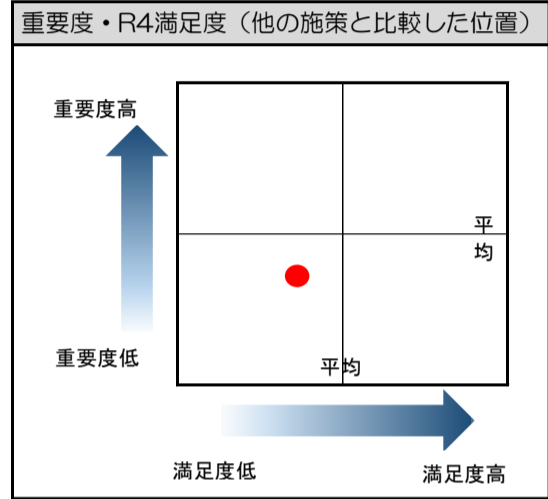 重要度・R4満足度（他の施策と比較した位置）
重要度高
平
均
重要度低
平均
満足度低
満足度高